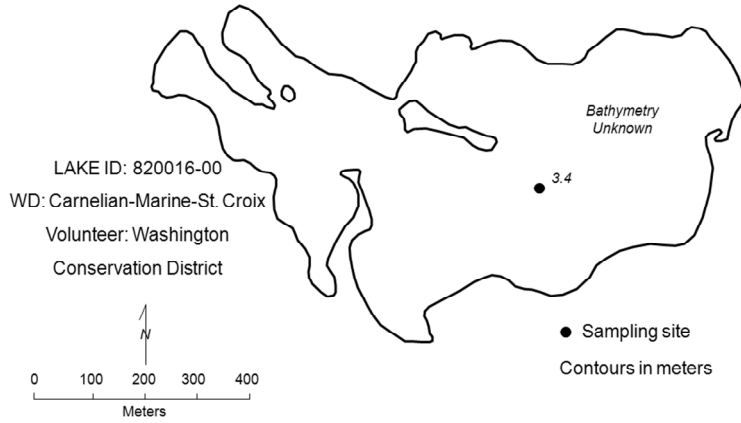 Bathymetry
Unknown
3.4
LAKE ID: 820016-00
WD: Carnelian-Marine-St. Croix
Volunteer: Washington
Conservation District
N
0 100 200 300 400
Meters
Sampling site
Contours in meters